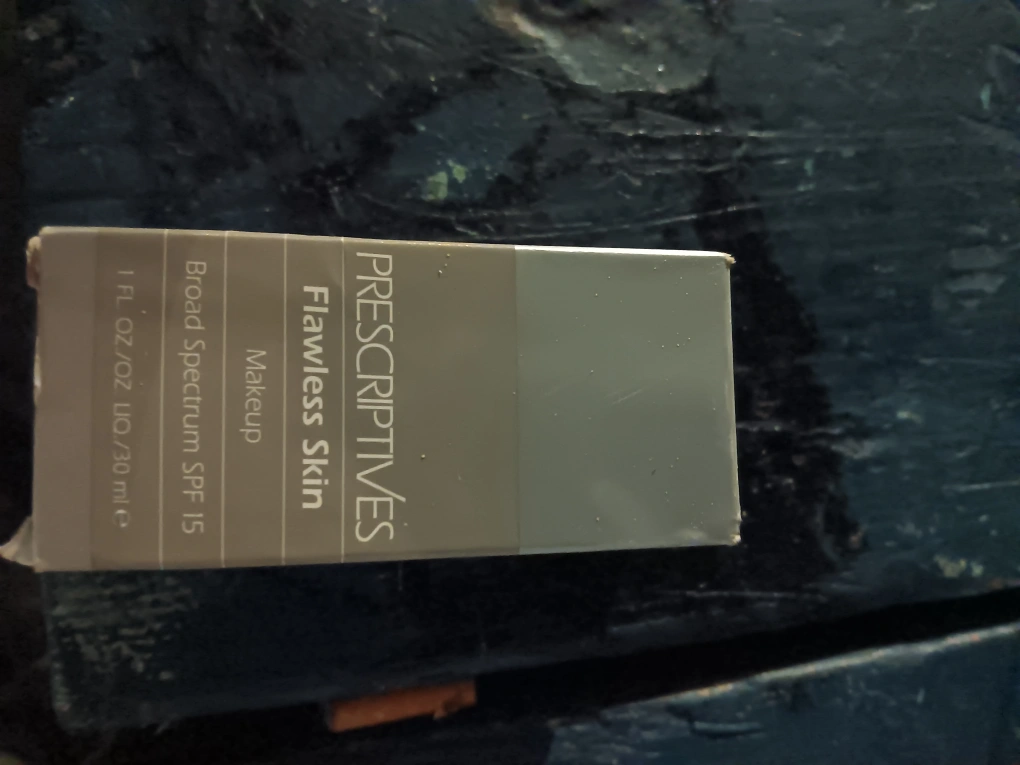 PRESCRIPTIVES
Flawless Skin
Makeup
Broad Spectrum SPF 15
1 FL. OZ./OZ. LIQ./30 ml ℮